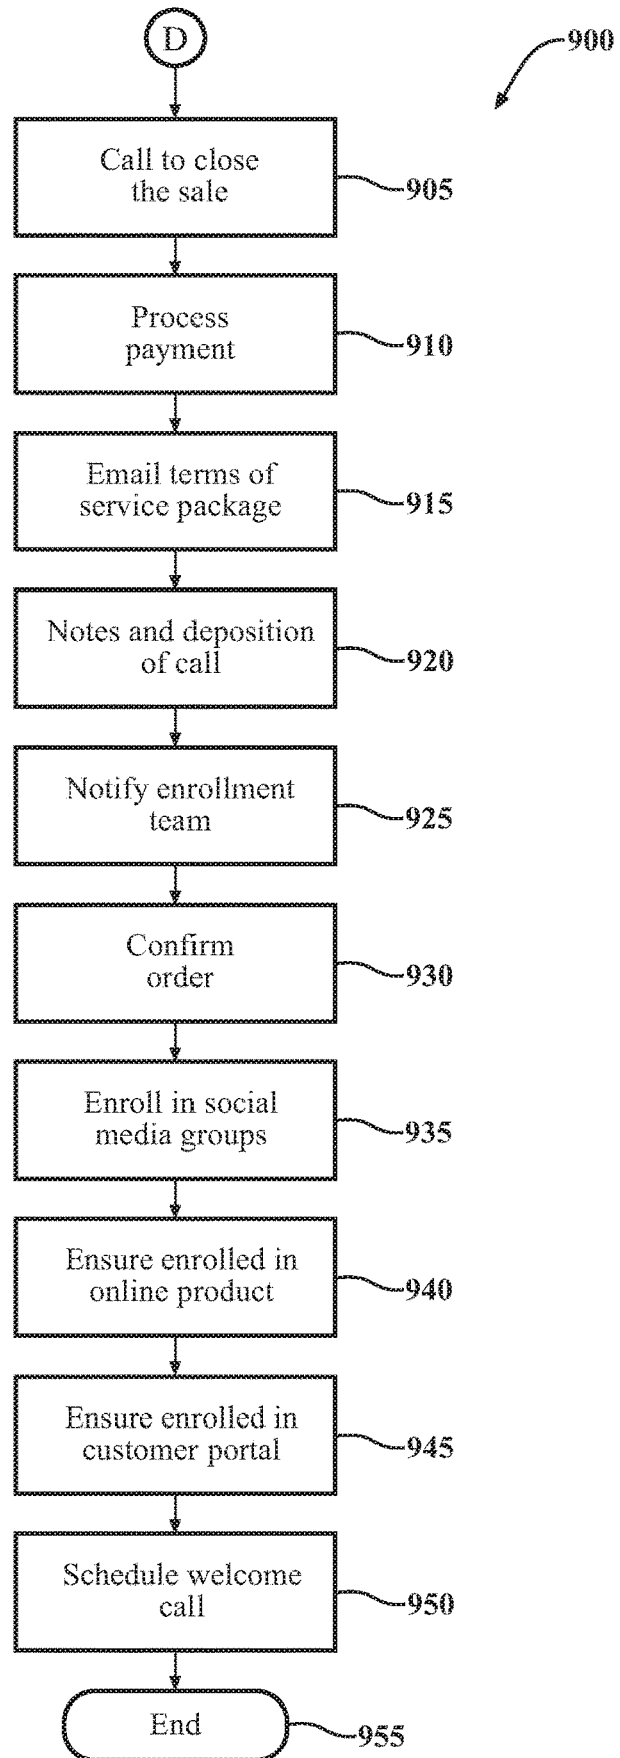 D
900
Call to close
the sale
905
Process
payment
910
Email terms of
service package
915
Notes and deposition
of call
920
Notify enrollment
team
925
Confirm
order
930
Enroll in social
media groups
935
Ensure enrolled in
online product
940
Ensure enrolled in
customer portal
945
Schedule welcome
call
950
End
955